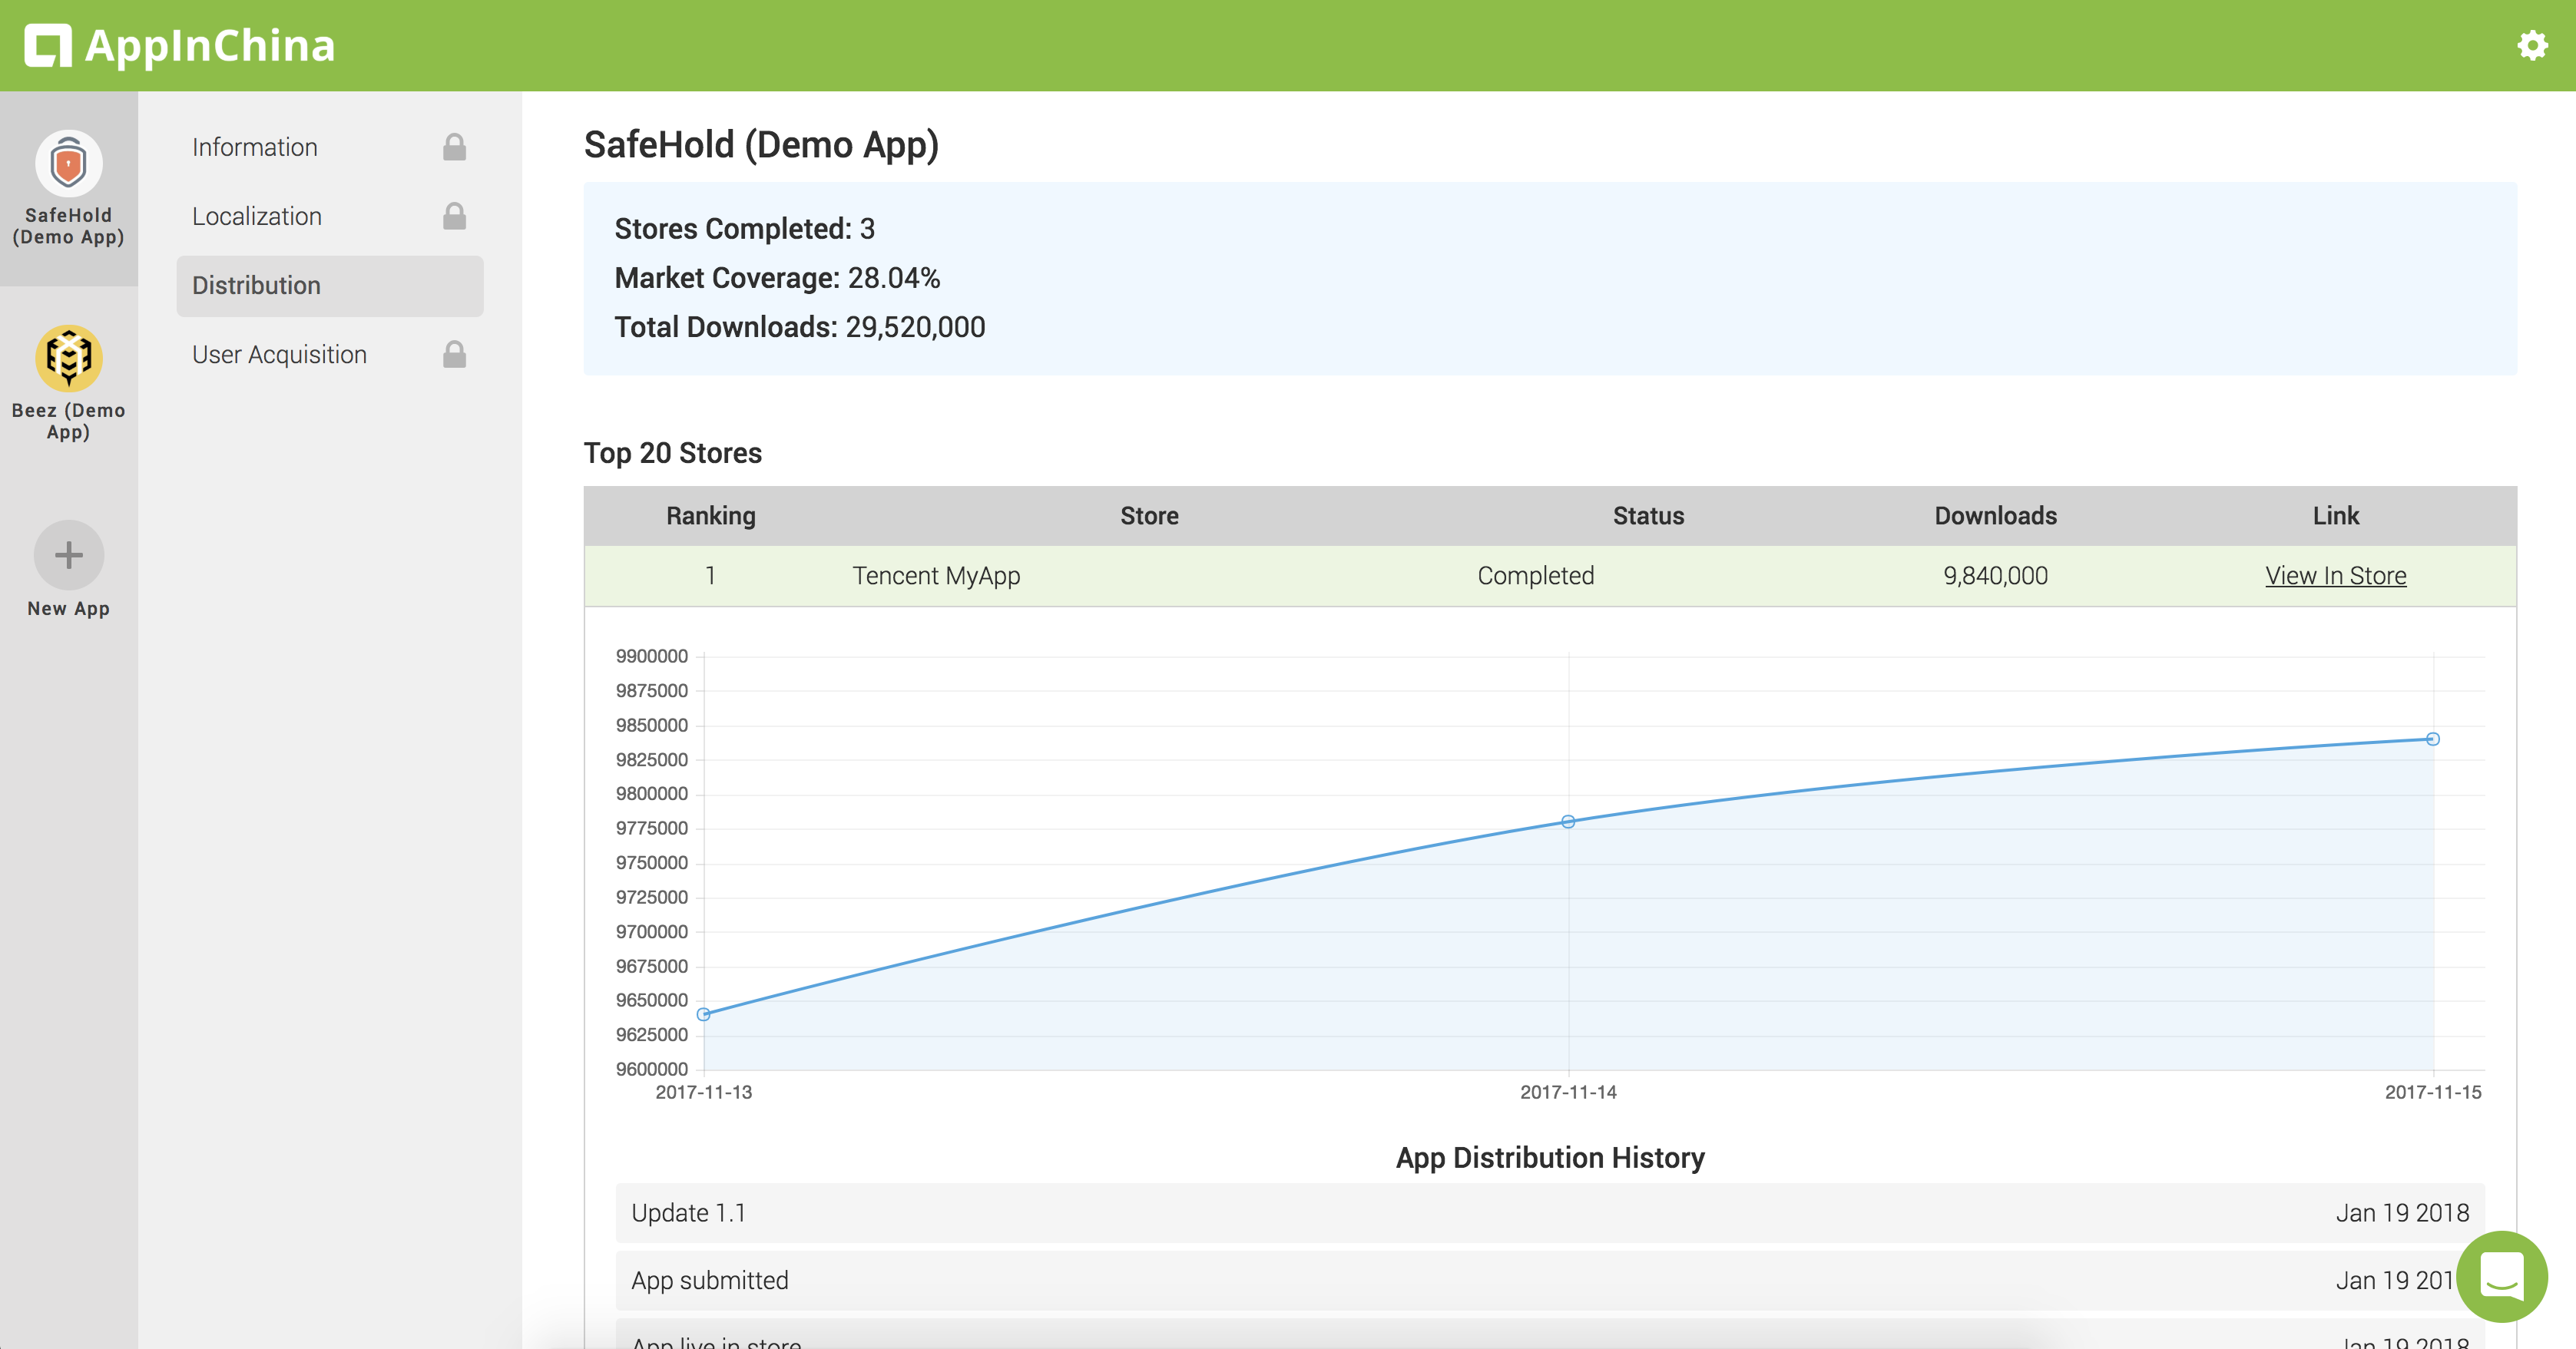 AppInChina
SafeHold
(Demo App)
Beez (Demo
App)
New App
Information
Localization
Distribution
User Acquisition
SafeHold (Demo App)
Stores Completed: 3
Market Coverage: 28.04%
Total Downloads: 29,520,000
Top 20 Stores
Ranking Store Status Downloads Link
1 Tencent MyApp Completed 9,840,000 View In Store
9900000
9875000
9850000
9825000
9800000
9775000
9750000
9725000
9700000
9675000
9650000
9625000
9600000
2017-11-13 2017-11-14 2017-11-15
App Distribution History
Update 1.1 Jan 19 2018
App submitted Jan 19 201
App live in store Jan 19 2018